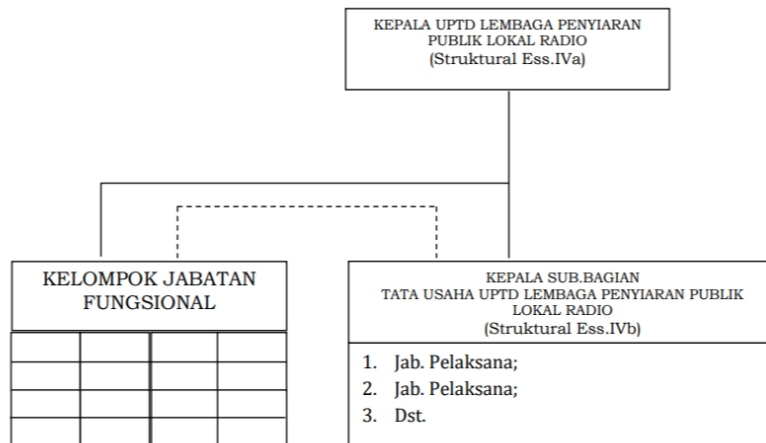 KEPALA UPTD LEMBAGA PENYIARAN
PUBLIK LOKAL RADIO
(Struktural Ess.IVa)
KELOMPOK JABATAN
FUNGSIONAL
KEPALA SUB.BAGIAN
TATA USAHA UPTD LEMBAGA PENYIARAN PUBLIK
LOKAL RADIO
(Struktural Ess.IVb)
1. Jab. Pelaksana;
2. Jab. Pelaksana;
3. Dst.